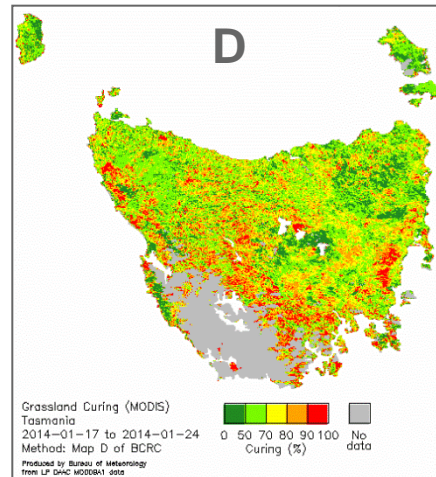 D
Grassland Curing (MODIS)
Tasmania
2014-01-17 to 2014-01-24
Method: Map D of BCRC
Produced by Bureau of Meteorology
from LP DAAC MOD09A1 data
0 50 60 70 80 90 100
Curing (%)
No
data